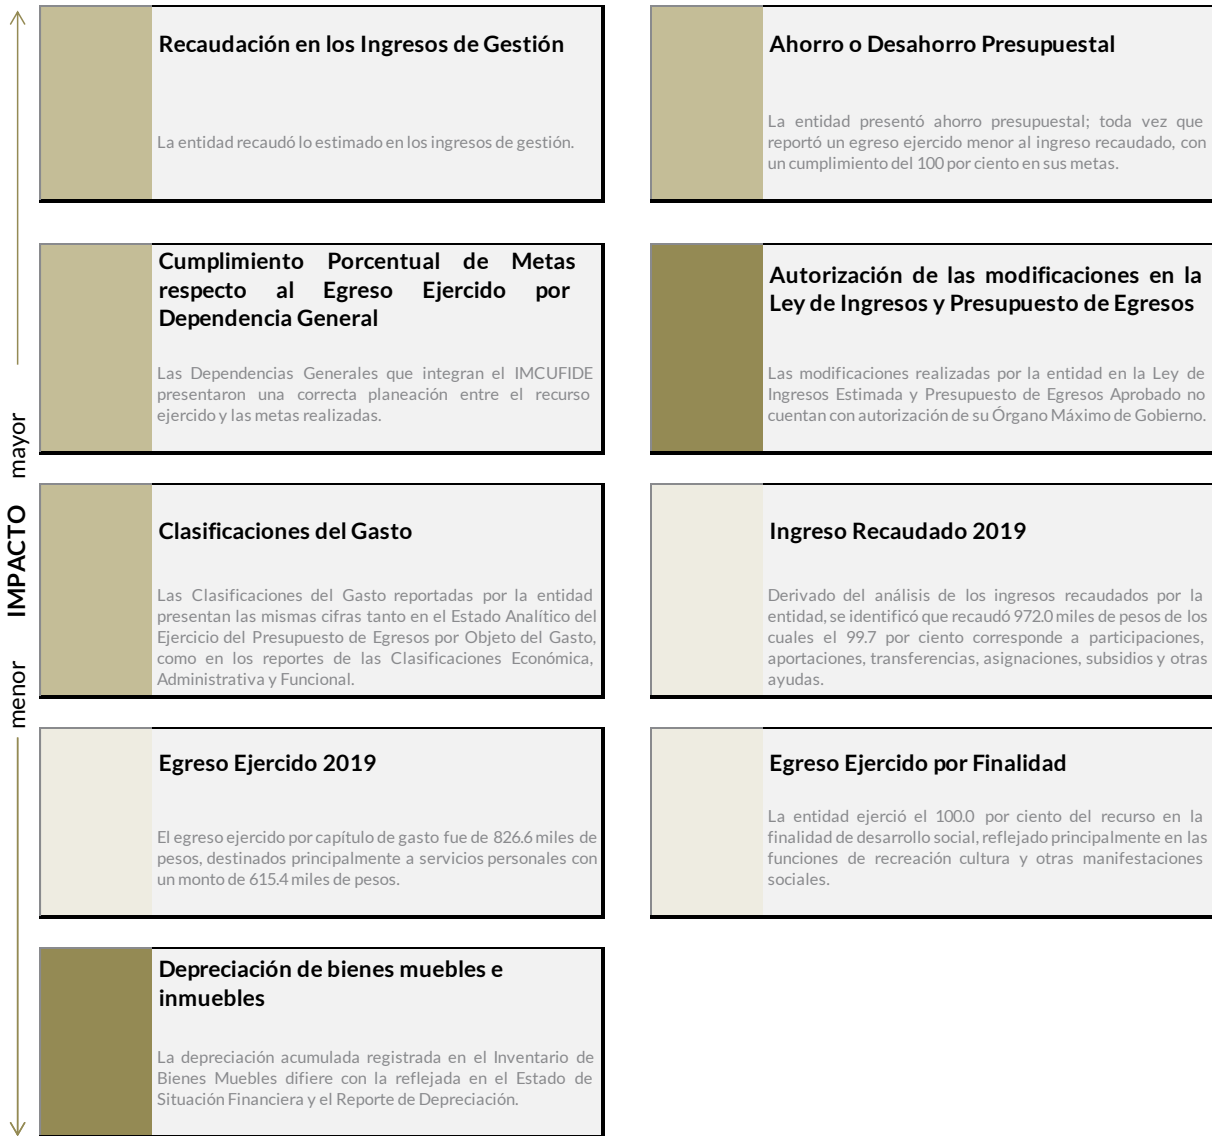 Recaudación en los Ingresos de Gestión
La entidad recaudó lo estimado en los ingresos de gestión.
Ahorro o Desahorro Presupuestal
La entidad presentó ahorro presupuestal; toda vez que
reportó un egreso ejercido menor al ingreso recaudado, con
un cumplimiento del 100 por ciento en sus metas.
Cumplimiento Porcentual de Metas
respecto al Egreso Ejercido por
Dependencia General
Las Dependencias Generales que integran el IMCUFIDE
presentaron una correcta planeación entre el recurso
ejercido y las metas realizadas.
Autorización de las modificaciones en la
Ley de Ingresos y Presupuesto de Egresos
Las modificaciones realizadas por la entidad en la Ley de
Ingresos Estimada y Presupuesto de Egresos Aprobado no
cuentan con autorización de su Órgano Máximo de Gobierno.
menor IMPACTO mayor
Clasificaciones del Gasto
Las Clasificaciones del Gasto reportadas por la entidad
presentan las mismas cifras tanto en el Estado Analítico del
Ejercicio del Presupuesto de Egresos por Objeto del Gasto,
como en los reportes de las Clasificaciones Económica,
Administrativa y Funcional.
Ingreso Recaudado 2019
Derivado del análisis de los ingresos recaudados por la
entidad, se identificó que recaudó 972.0 miles de pesos de los
cuales el 99.7 por ciento corresponde a participaciones,
aportaciones, transferencias, asignaciones, subsidios y otras
ayudas.
Egreso Ejercido 2019
El egreso ejercido por capítulo de gasto fue de 826.6 miles de
pesos, destinados principalmente a servicios personales con
un monto de 615.4 miles de pesos.
Egreso Ejercido por Finalidad
La entidad ejerció el 100.0 por ciento del recurso en la
finalidad de desarrollo social, reflejado principalmente en las
funciones de recreación cultura y otras manifestaciones
sociales.
Depreciación de bienes muebles e
inmuebles
La depreciación acumulada registrada en el Inventario de
Bienes Muebles difiere con la reflejada en el Estado de
Situación Financiera y el Reporte de Depreciación.